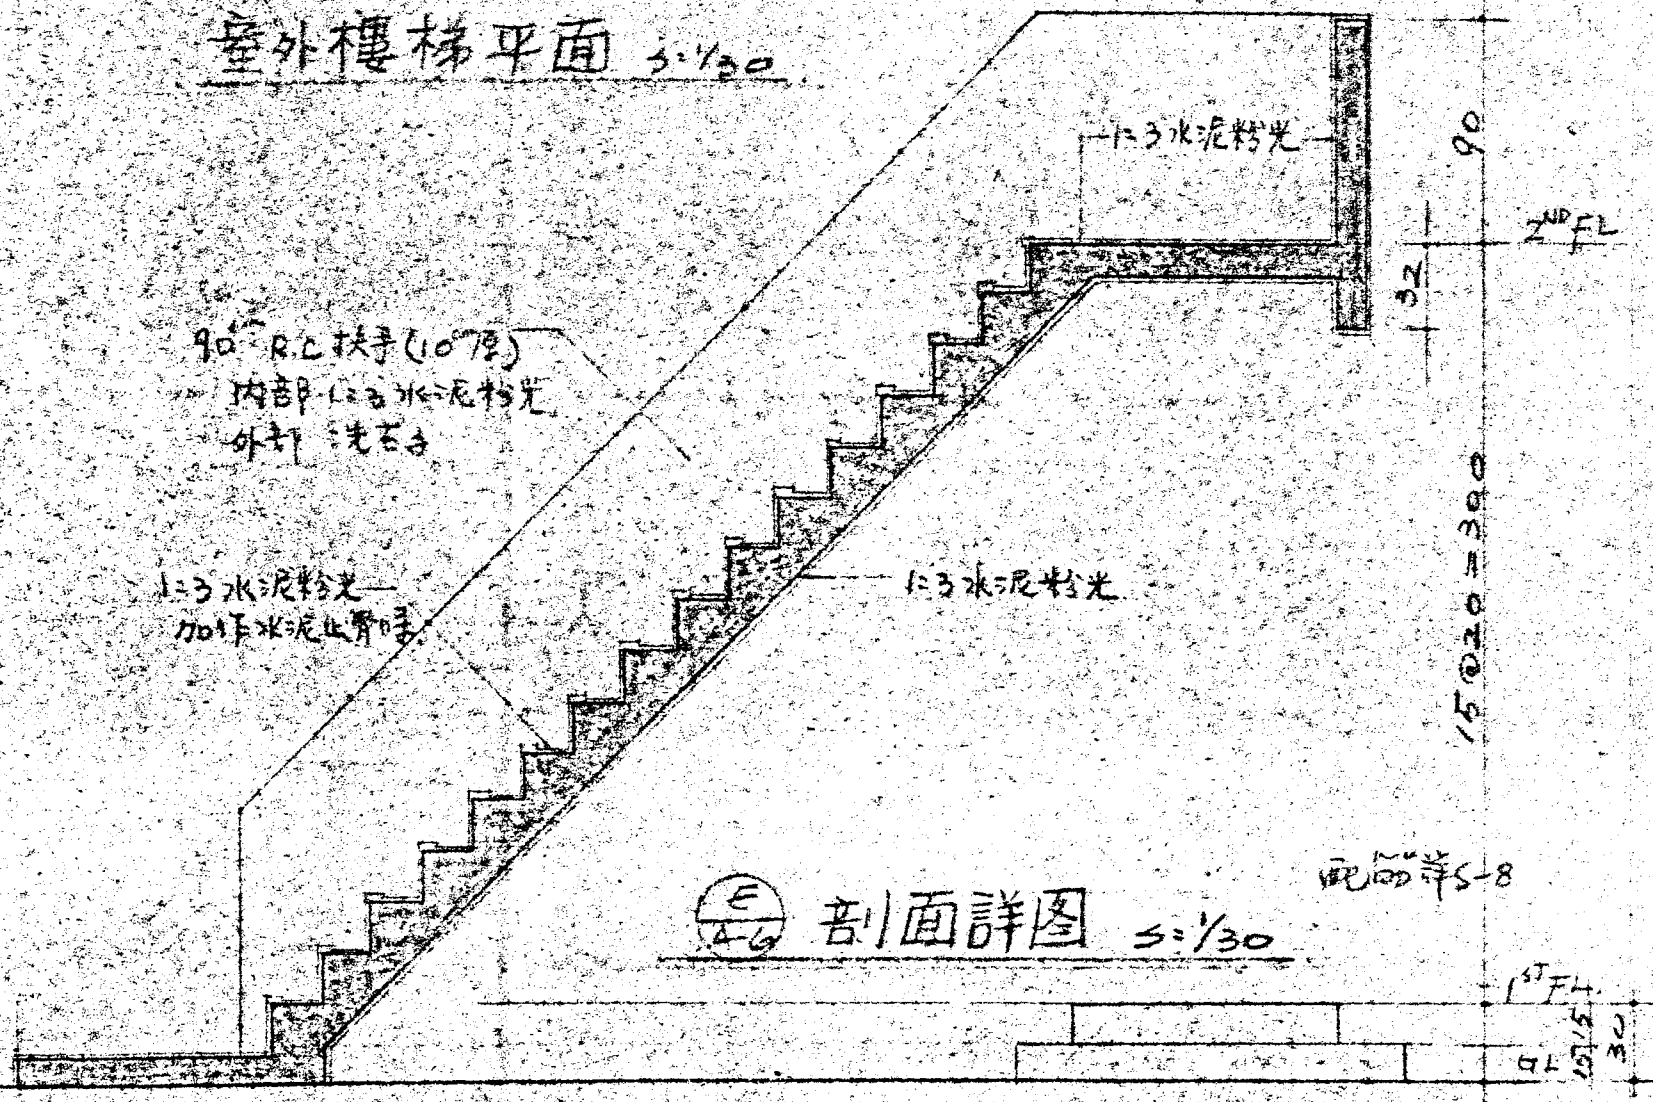 室外樓梯平面 S:1/30
1:3水泥粉光
90
2ND FL
32
90cm R.C扶手(10cm厚)
內部 1:3水泥粉光
外部 洗石子
1:3水泥粉光
加作水泥止滑
1:3水泥粉光
15@20=300
配筋詳S-8
E
A-6
剖面詳图 S:1/30
1ST FL.
GL
15 15
30